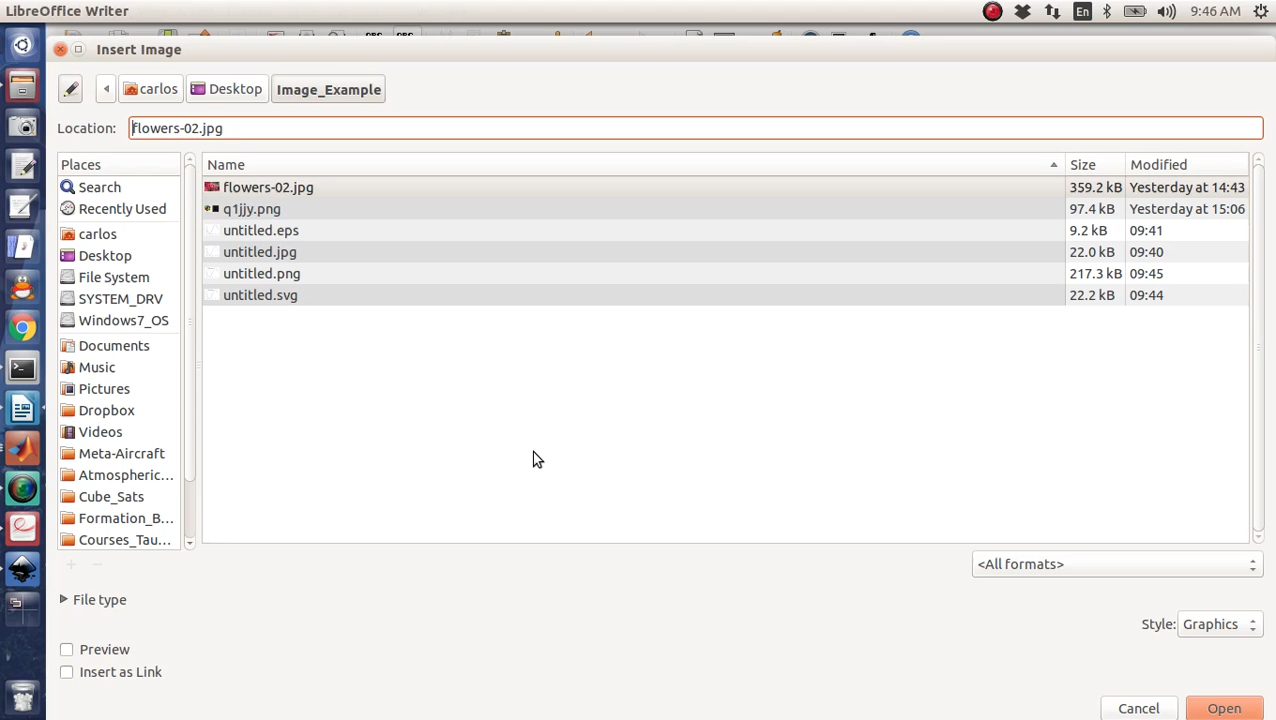 LibreOffice Writer
En
9:46 AM
Insert Image
carlos
Desktop
Image_Example
Location:
flowers-02.jpg
Places
Name
Size
Modified
Search
flowers-02.jpg
359.2 kB
Yesterday at 14:43
Recently Used
q1jjy.png
97.4 kB
Yesterday at 15:06
carlos
untitled.eps
9.2 kB
09:41
Desktop
untitled.jpg
22.0 kB
09:40
File System
untitled.png
217.3 kB
09:45
SYSTEM_DRV
untitled.svg
22.2 kB
09:44
Windows7_OS
Documents
Music
Pictures
Dropbox
Videos
Meta-Aircraft
Atmospheric...
Cube_Sats
Formation_B...
Courses_Tau...
<All formats>
File type
Style:
Graphics
Preview
Insert as Link
Cancel
Open